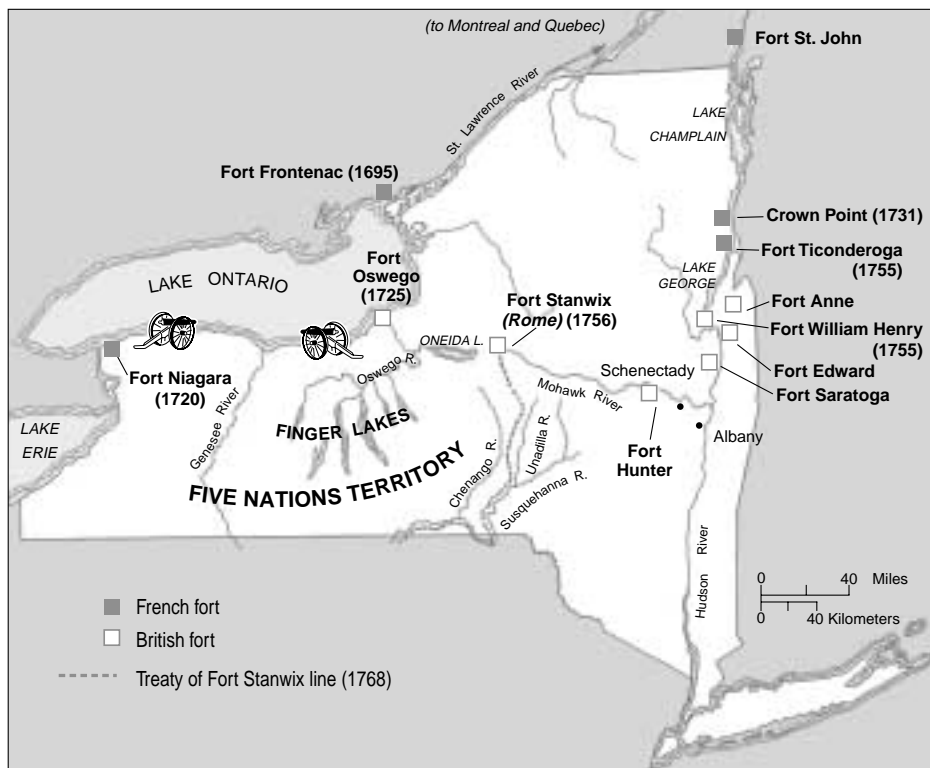 (to Montreal and Quebec)
Fort St. John
St. Lawrence River
LAKE
CHAMPLAIN
Fort Frontenac (1695)
Crown Point (1731)
Fort Ticonderoga
(1755)
LAKE
GEORGE
Fort
Oswego
(1725)
LAKE ONTARIO
Fort Stanwix
(Rome) (1756)
Fort Anne
Fort William Henry
(1755)
Fort Edward
Fort Saratoga
ONEIDA L.
Oswego R.
Schenectady
Mohawk River
Fort Niagara
(1720)
Genesee River
FINGER LAKES
LAKE
ERIE
Fort
Hunter
Albany
FIVE NATIONS TERRITORY
Chenango R.
Unadilla R.
Susquehanna R.
Hudson River
0 40 Miles
0 40 Kilometers
French fort
British fort
Treaty of Fort Stanwix line (1768)